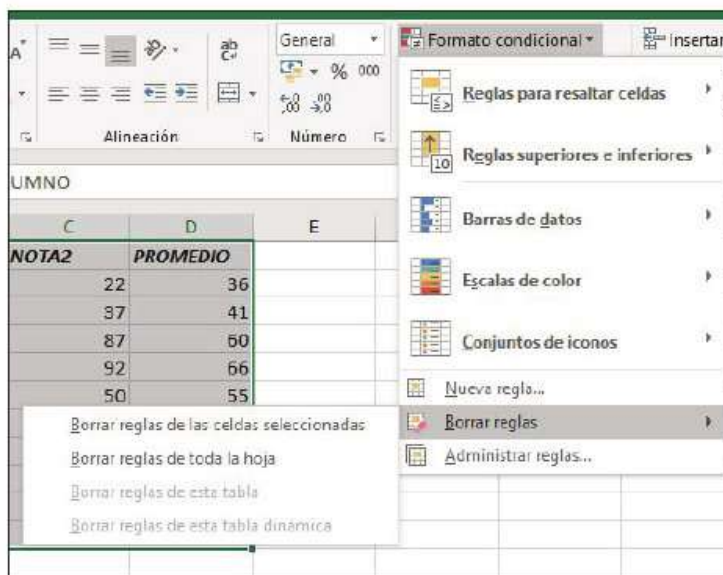 General
Formato condicional
Insertar
% 000
Reglas para resaltar celdas
Alineación
Número
Reglas superiores e inferiores
10
UMNO
Barras de datos
C D E
NOTA2 PROMEDIO
22 36
Escalas de color
37 41
87 60
Conjuntos de iconos
92 66
50 55
Nueva regla...
Borrar reglas
Administrar reglas...
Borrar reglas de las celdas seleccionadas
Borrar reglas de toda la hoja
Borrar reglas de esta tabla
Borrar reglas de esta tabla dinámica